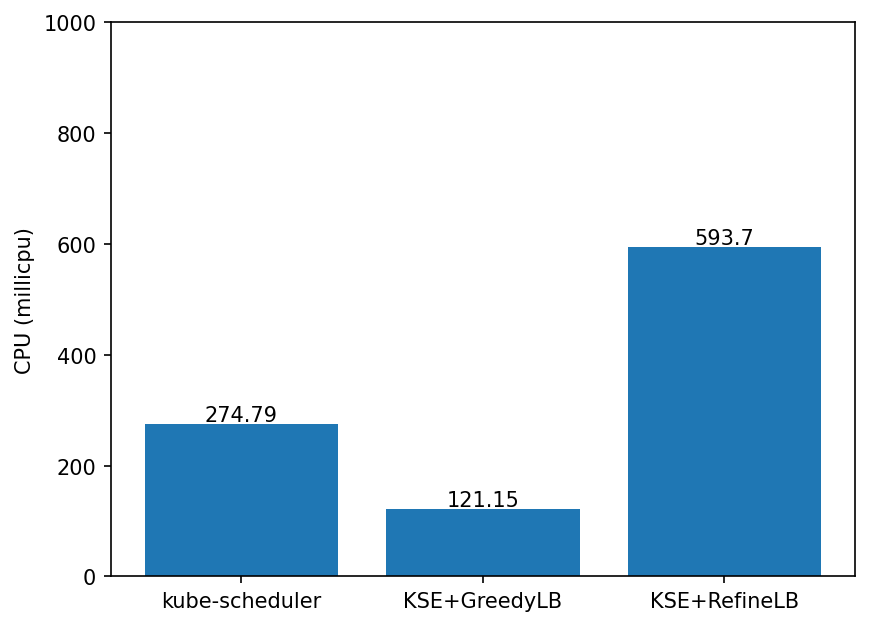 1000
800
600
400
200
0
CPU (millicpu)
274.79
121.15
593.7
kube-scheduler
KSE+GreedyLB
KSE+RefineLB